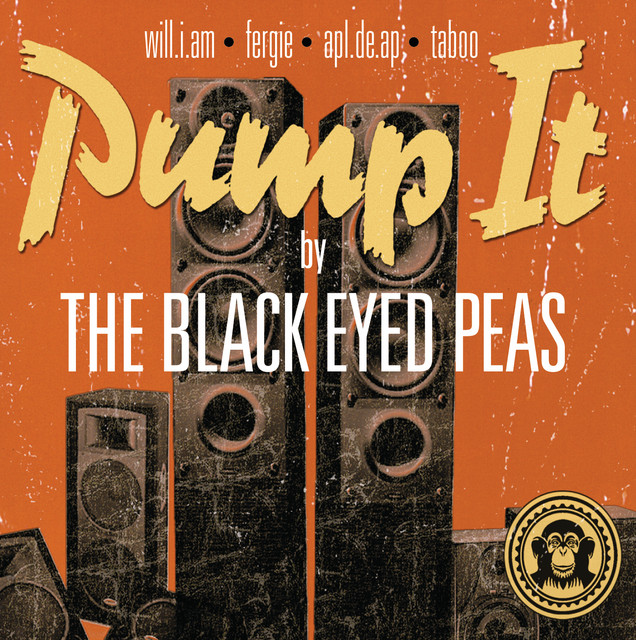 will.i.am • fergie • apl.de.ap • taboo
Pump It
by
THE BLACK EYED PEAS